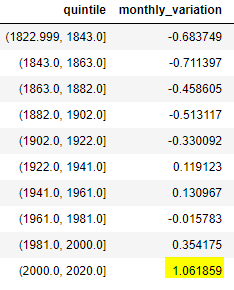 quintile monthly_variation
(1822.999, 1843.0] -0.683749
(1843.0, 1863.0] -0.711397
(1863.0, 1882.0] -0.458605
(1882.0, 1902.0] -0.513117
(1902.0, 1922.0] -0.330092
(1922.0, 1941.0] 0.119123
(1941.0, 1961.0] 0.130967
(1961.0, 1981.0] -0.015783
(1981.0, 2000.0] 0.354175
(2000.0, 2020.0] 1.061859